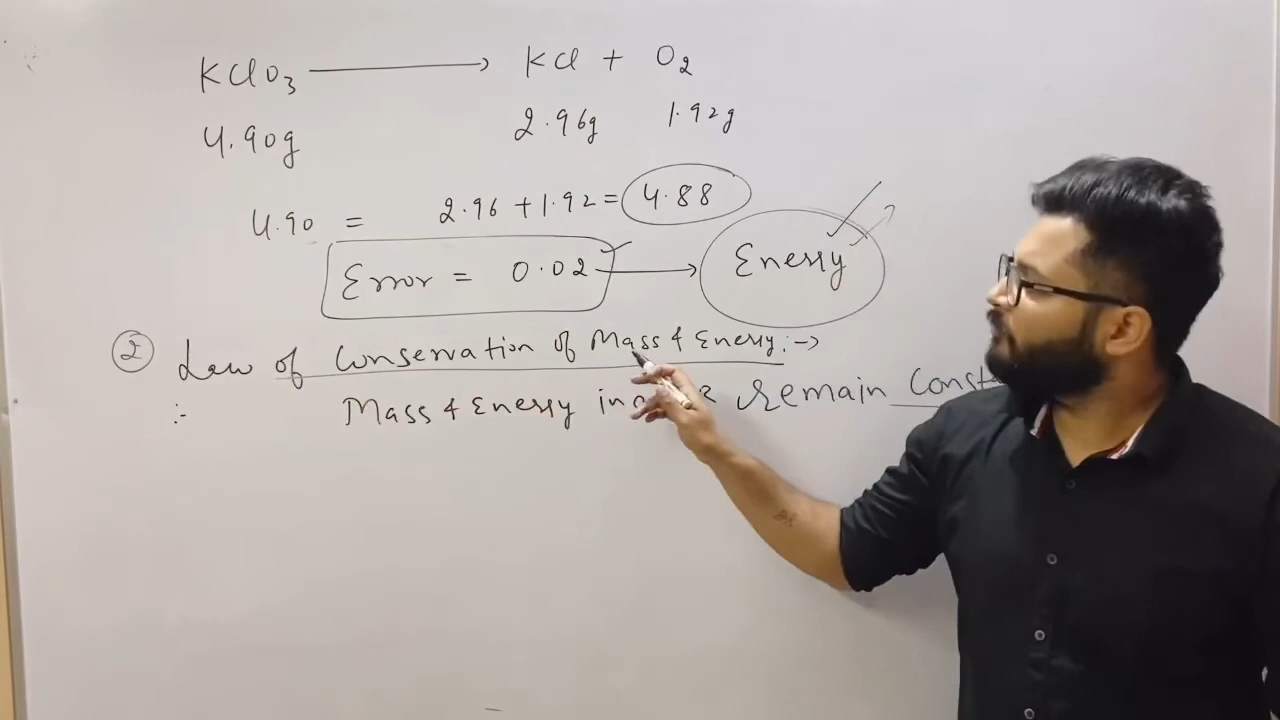 KClO3 → KCl + O2
4.90g 2.96g 1.92g
4.90 = 2.96 + 1.92 = 4.88
Error = 0.02 → Energy
② Law of Conservation of Mass & Energy :→
∴ Mass & Energy remain